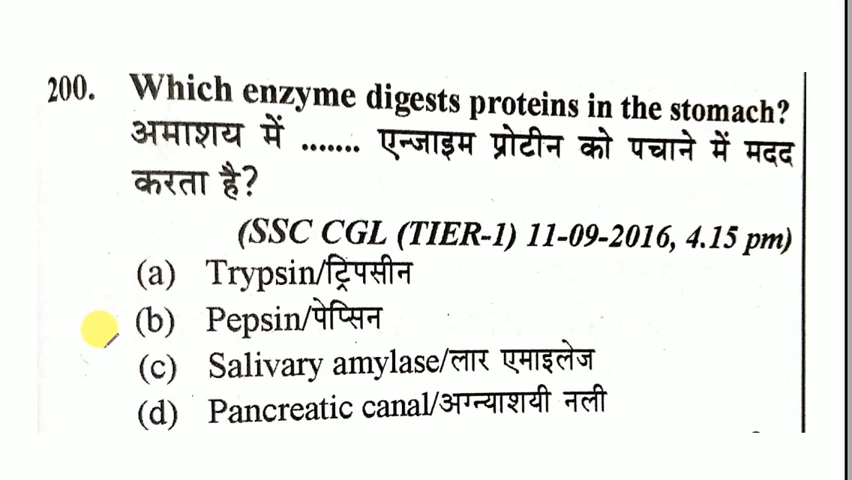 200. Which enzyme digests proteins in the stomach?
अमाशय में ....... एन्जाइम प्रोटीन को पचाने में मदद
करता है?
(SSC CGL (TIER-1) 11-09-2016, 4.15 pm)
(a) Trypsin/ट्रिपसीन
(b) Pepsin/पेप्सिन
(c) Salivary amylase/लार एमाइलेज
(d) Pancreatic canal/अग्न्याशयी नली